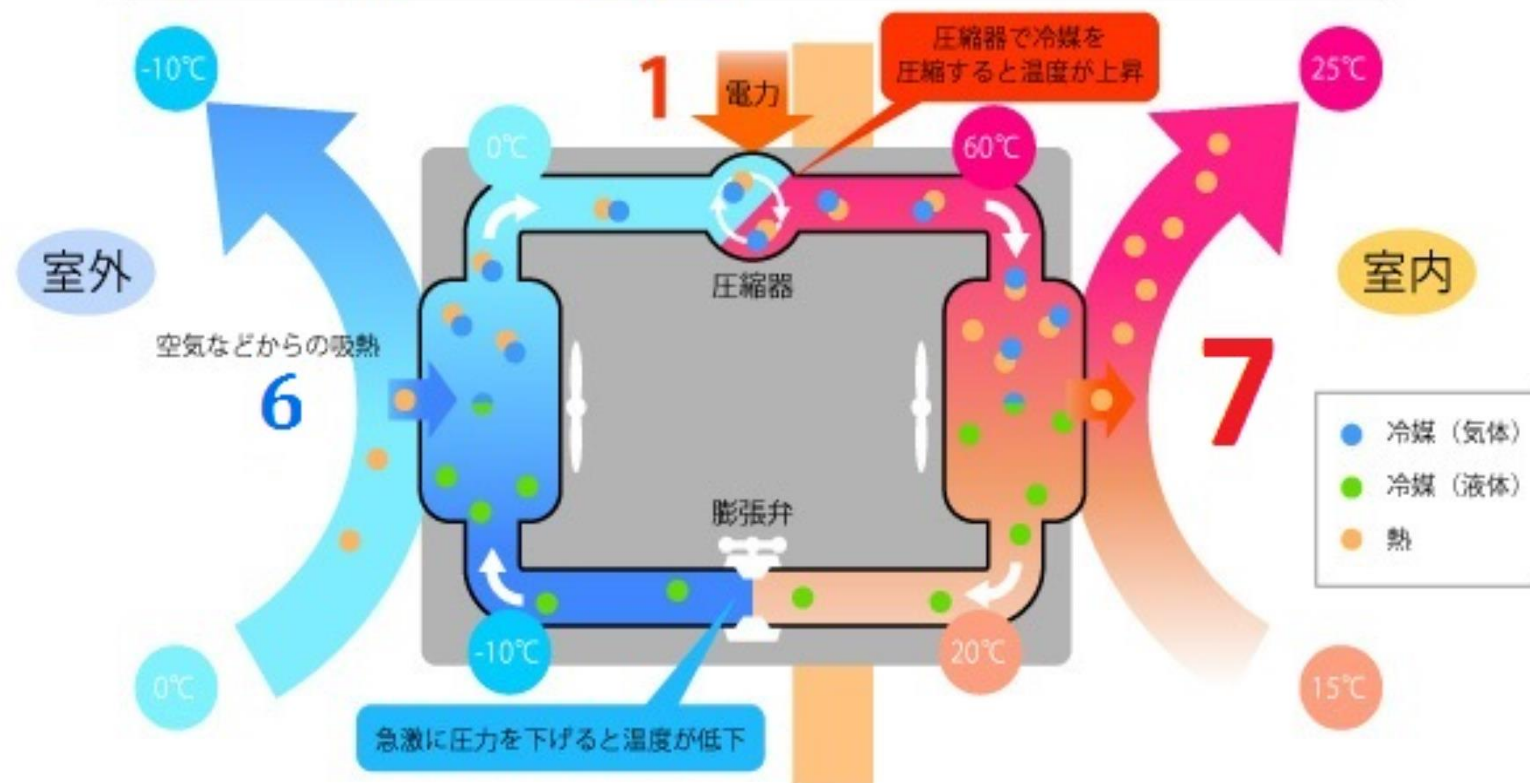 -10℃
1
電力
圧縮器で冷媒を
圧縮すると温度が上昇
25℃
0℃
60℃
室外
圧縮器
室内
空気などからの吸熱
6
7
冷媒（気体）
冷媒（液体）
熱
膨張弁
-10℃
20℃
0℃
15℃
急激に圧力を下げると温度が低下